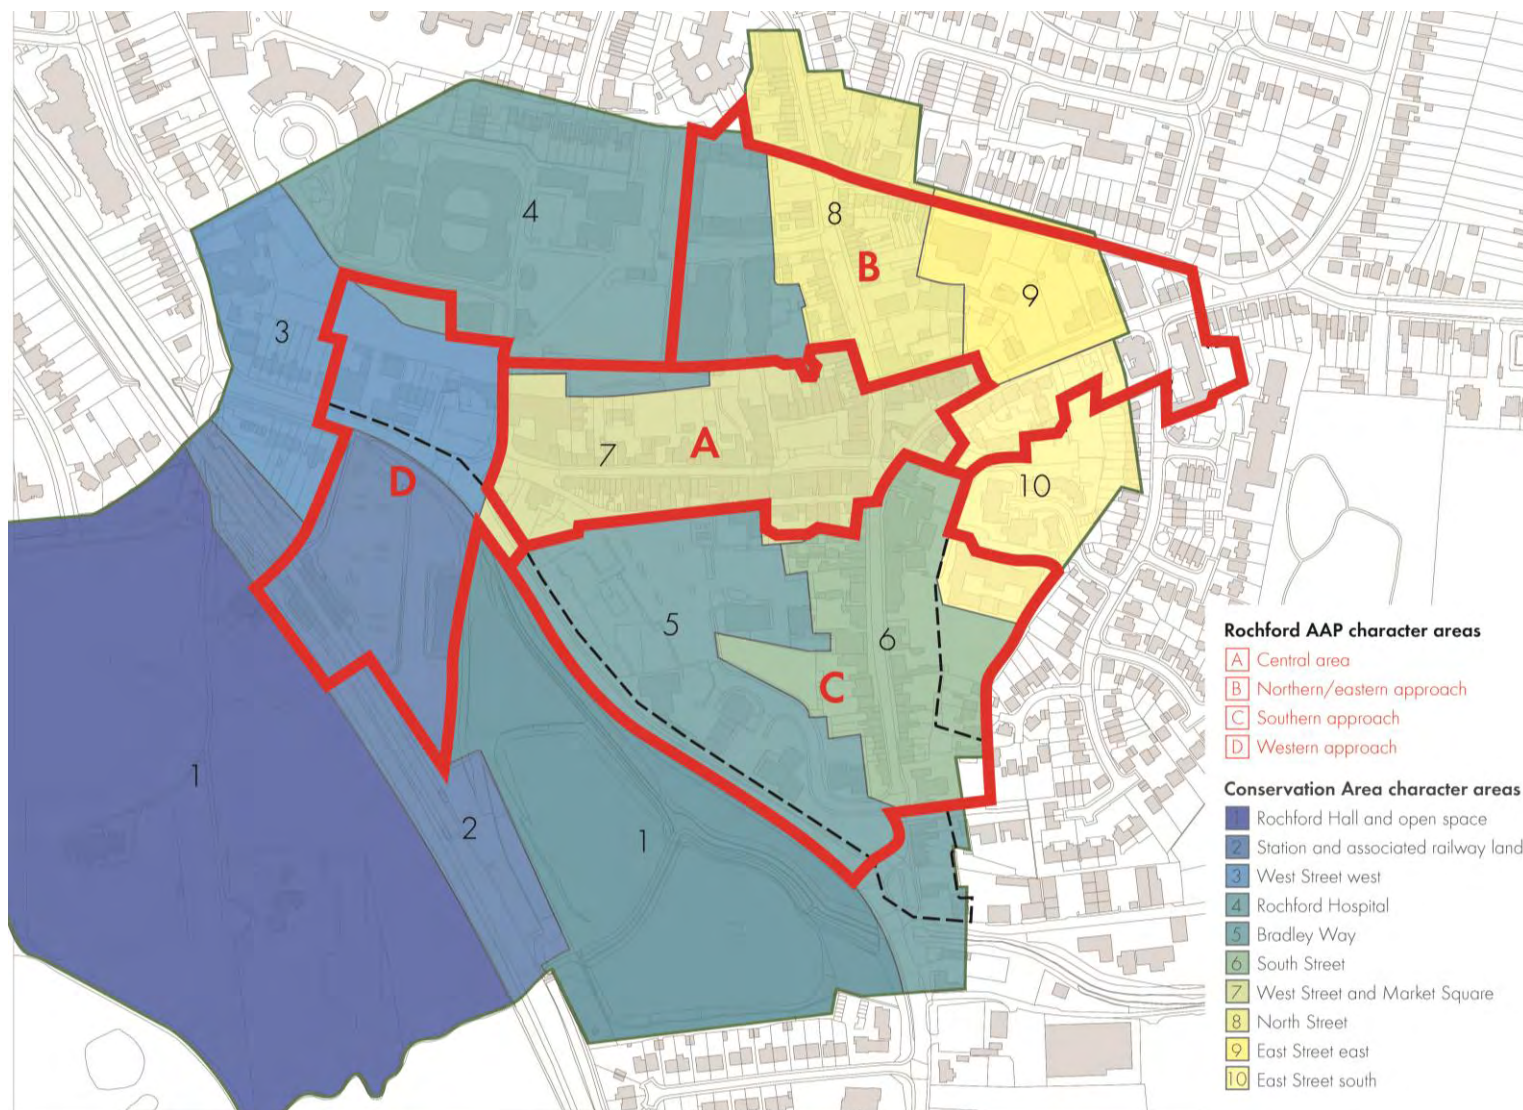 4
8
B
9
3
A
7
D
10
5
6
C
1
2
1
Rochford AAP character areas
A Central area
B Northern/eastern approach
C Southern approach
D Western approach
Conservation Area character areas
1 Rochford Hall and open space
2 Station and associated railway land
3 West Street west
4 Rochford Hospital
5 Bradley Way
6 South Street
7 West Street and Market Square
8 North Street
9 East Street east
10 East Street south